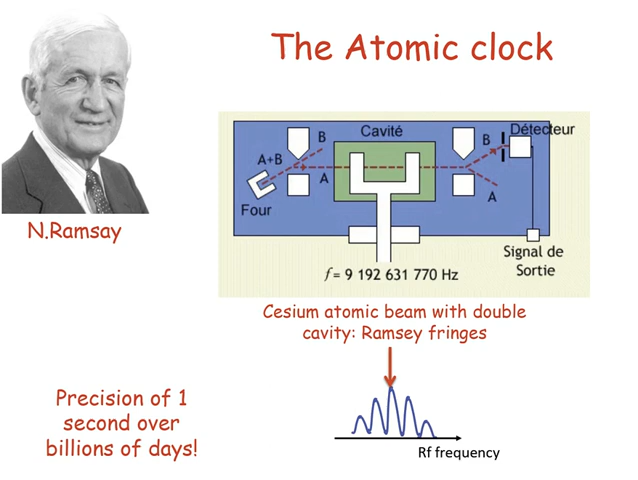 The Atomic clock
N.Ramsay
Cavité
Détecteur
B
B
A+B
A
A
Four
Signal de
Sortie
f = 9 192 631 770 Hz
Cesium atomic beam with double
cavity: Ramsey fringes
Precision of 1
second over
billions of days!
Rf frequency